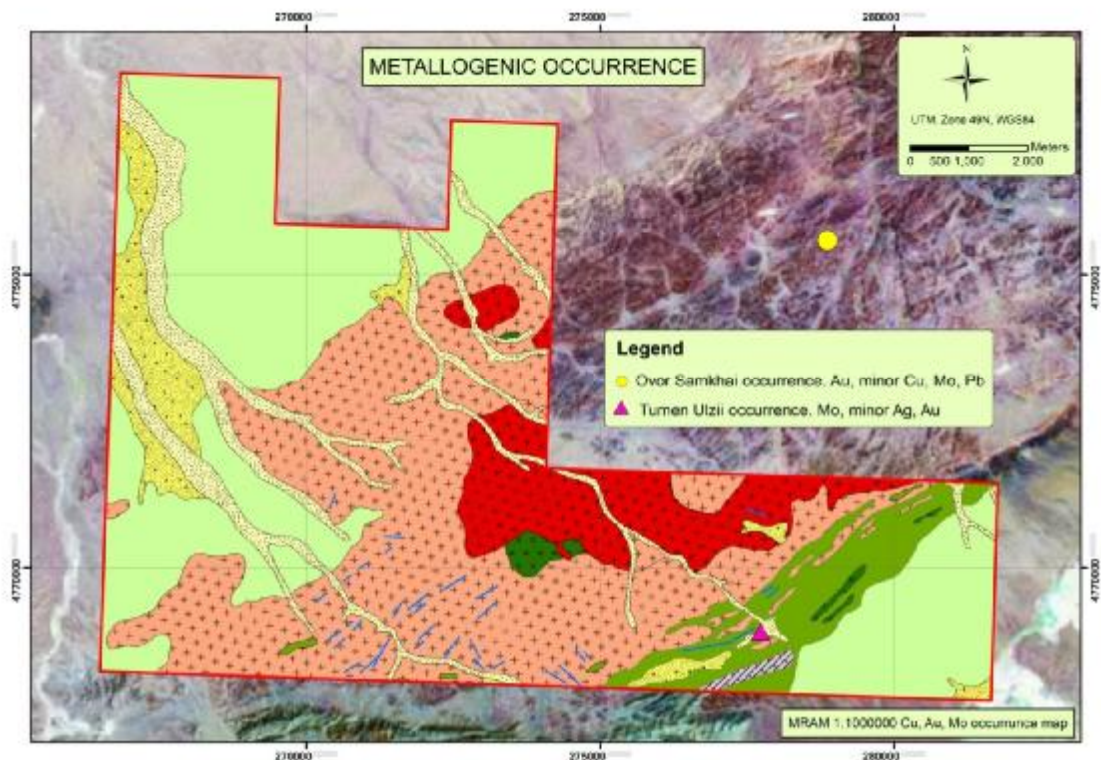 270000 275000 280000
METALLOGENIC OCCURRENCE
N
UTM, Zone 49N, WGS84
Meters
0 500 1,000 2,000
4775000 4775000
Legend
Ovor Samkhai occurrence. Au, minor Cu, Mo, Pb
Tumen Ulzii occurrence. Mo, minor Ag, Au
4770000 4770000
MRAM 1:1000000 Cu, Au, Mo occurrence map
270000 275000 280000